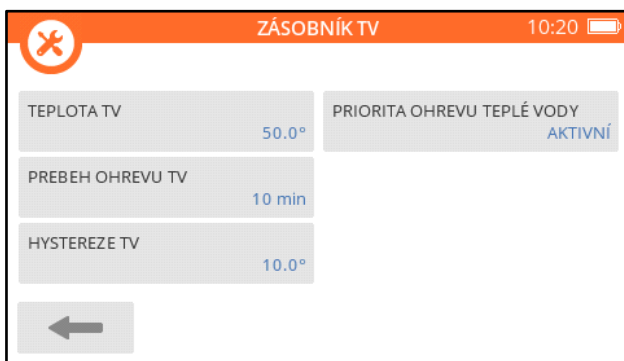 ZÁSOBNÍK TV
10:20
TEPLOTA TV
50.0°
PRIORITA OHREVU TEPLÉ VODY
AKTIVNÍ
PREBEH OHREVU TV
10 min
HYSTEREZE TV
10.0°